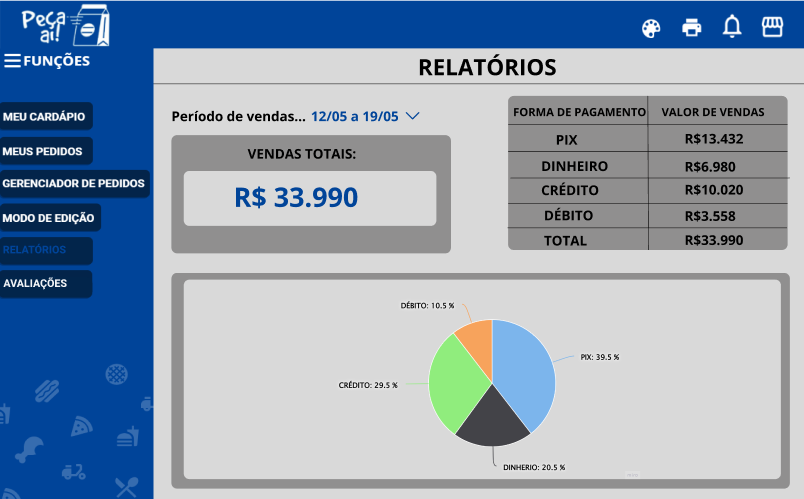 Peça
aí!
FUNÇÕES
MEU CARDÁPIO
MEUS PEDIDOS
GERENCIADOR DE PEDIDOS
MODO DE EDIÇÃO
RELATÓRIOS
AVALIAÇÕES
RELATÓRIOS
Período de vendas... 12/05 a 19/05
VENDAS TOTAIS:
R$ 33.990
FORMA DE PAGAMENTO VALOR DE VENDAS
PIX R$13.432
DINHEIRO R$6.980
CRÉDITO R$10.020
DÉBITO R$3.558
TOTAL R$33.990
DÉBITO: 10.5 %
PIX: 39.5 %
CRÉDITO: 29.5 %
DINHERIO: 20.5 %